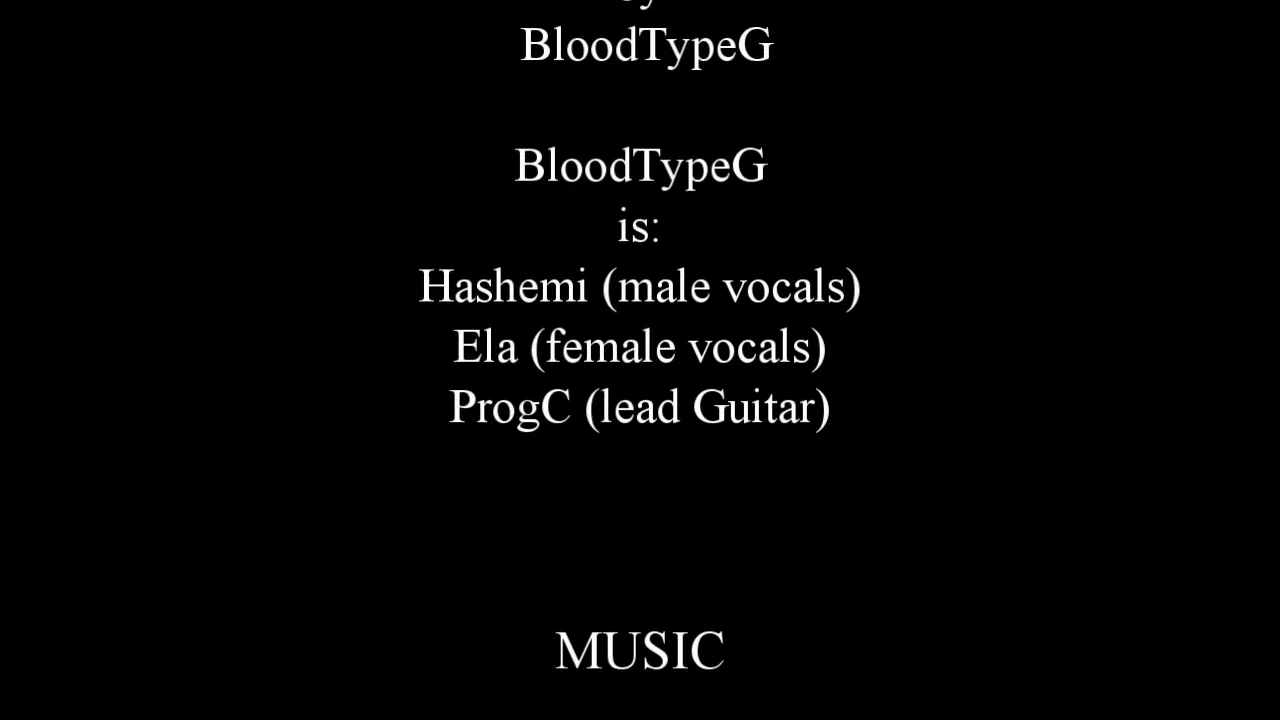 BloodTypeG
BloodTypeG
is:
Hashemi (male vocals)
Ela (female vocals)
ProgC (lead Guitar)
MUSIC